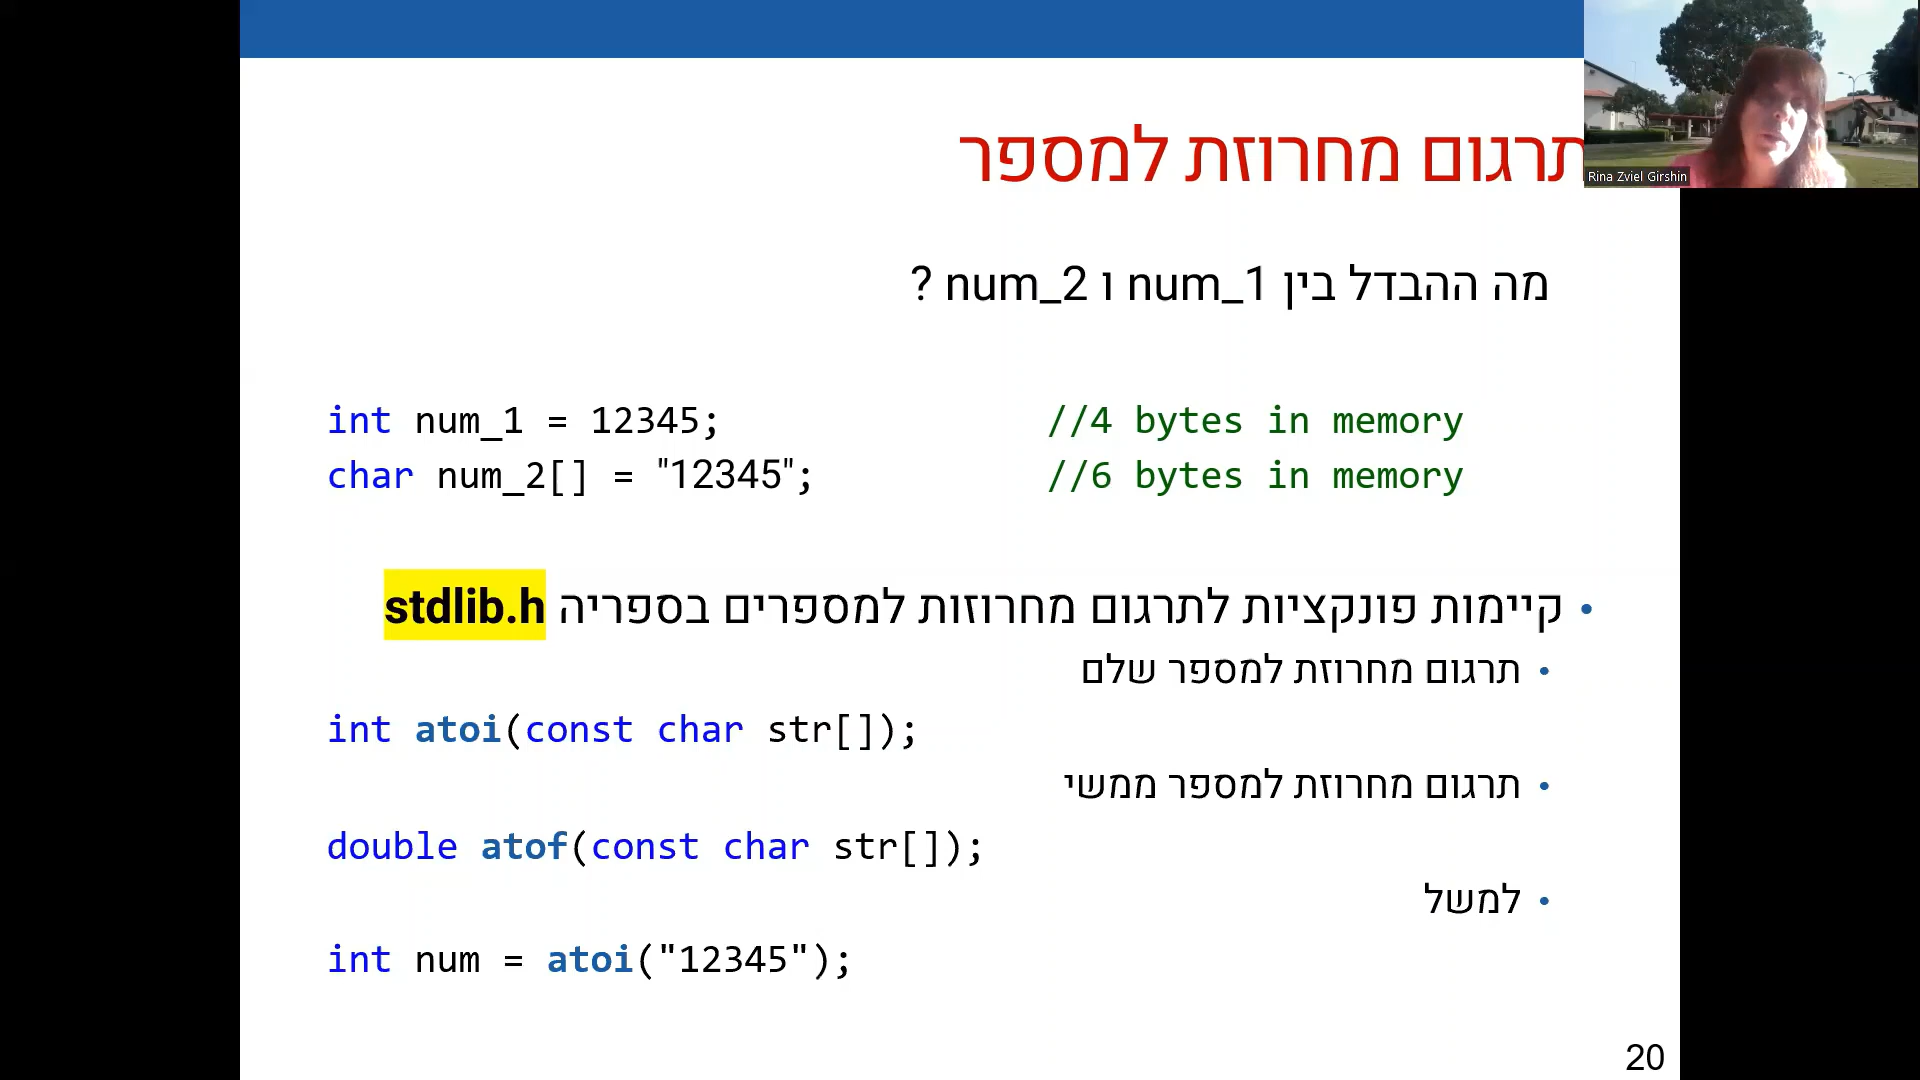 תרגום מחרוזת למספר
Rina Zviel Girshin
מה ההבדל בין num_1 ו num_2 ?
int num_1 = 12345; //4 bytes in memory
char num_2[] = "12345"; //6 bytes in memory
• קיימות פונקציות לתרגום מחרוזות למספרים בספריה stdlib.h
• תרגום מחרוזת למספר שלם
int atoi(const char str[]);
• תרגום מחרוזת למספר ממשי
double atof(const char str[]);
• למשל
int num = atoi("12345");
20